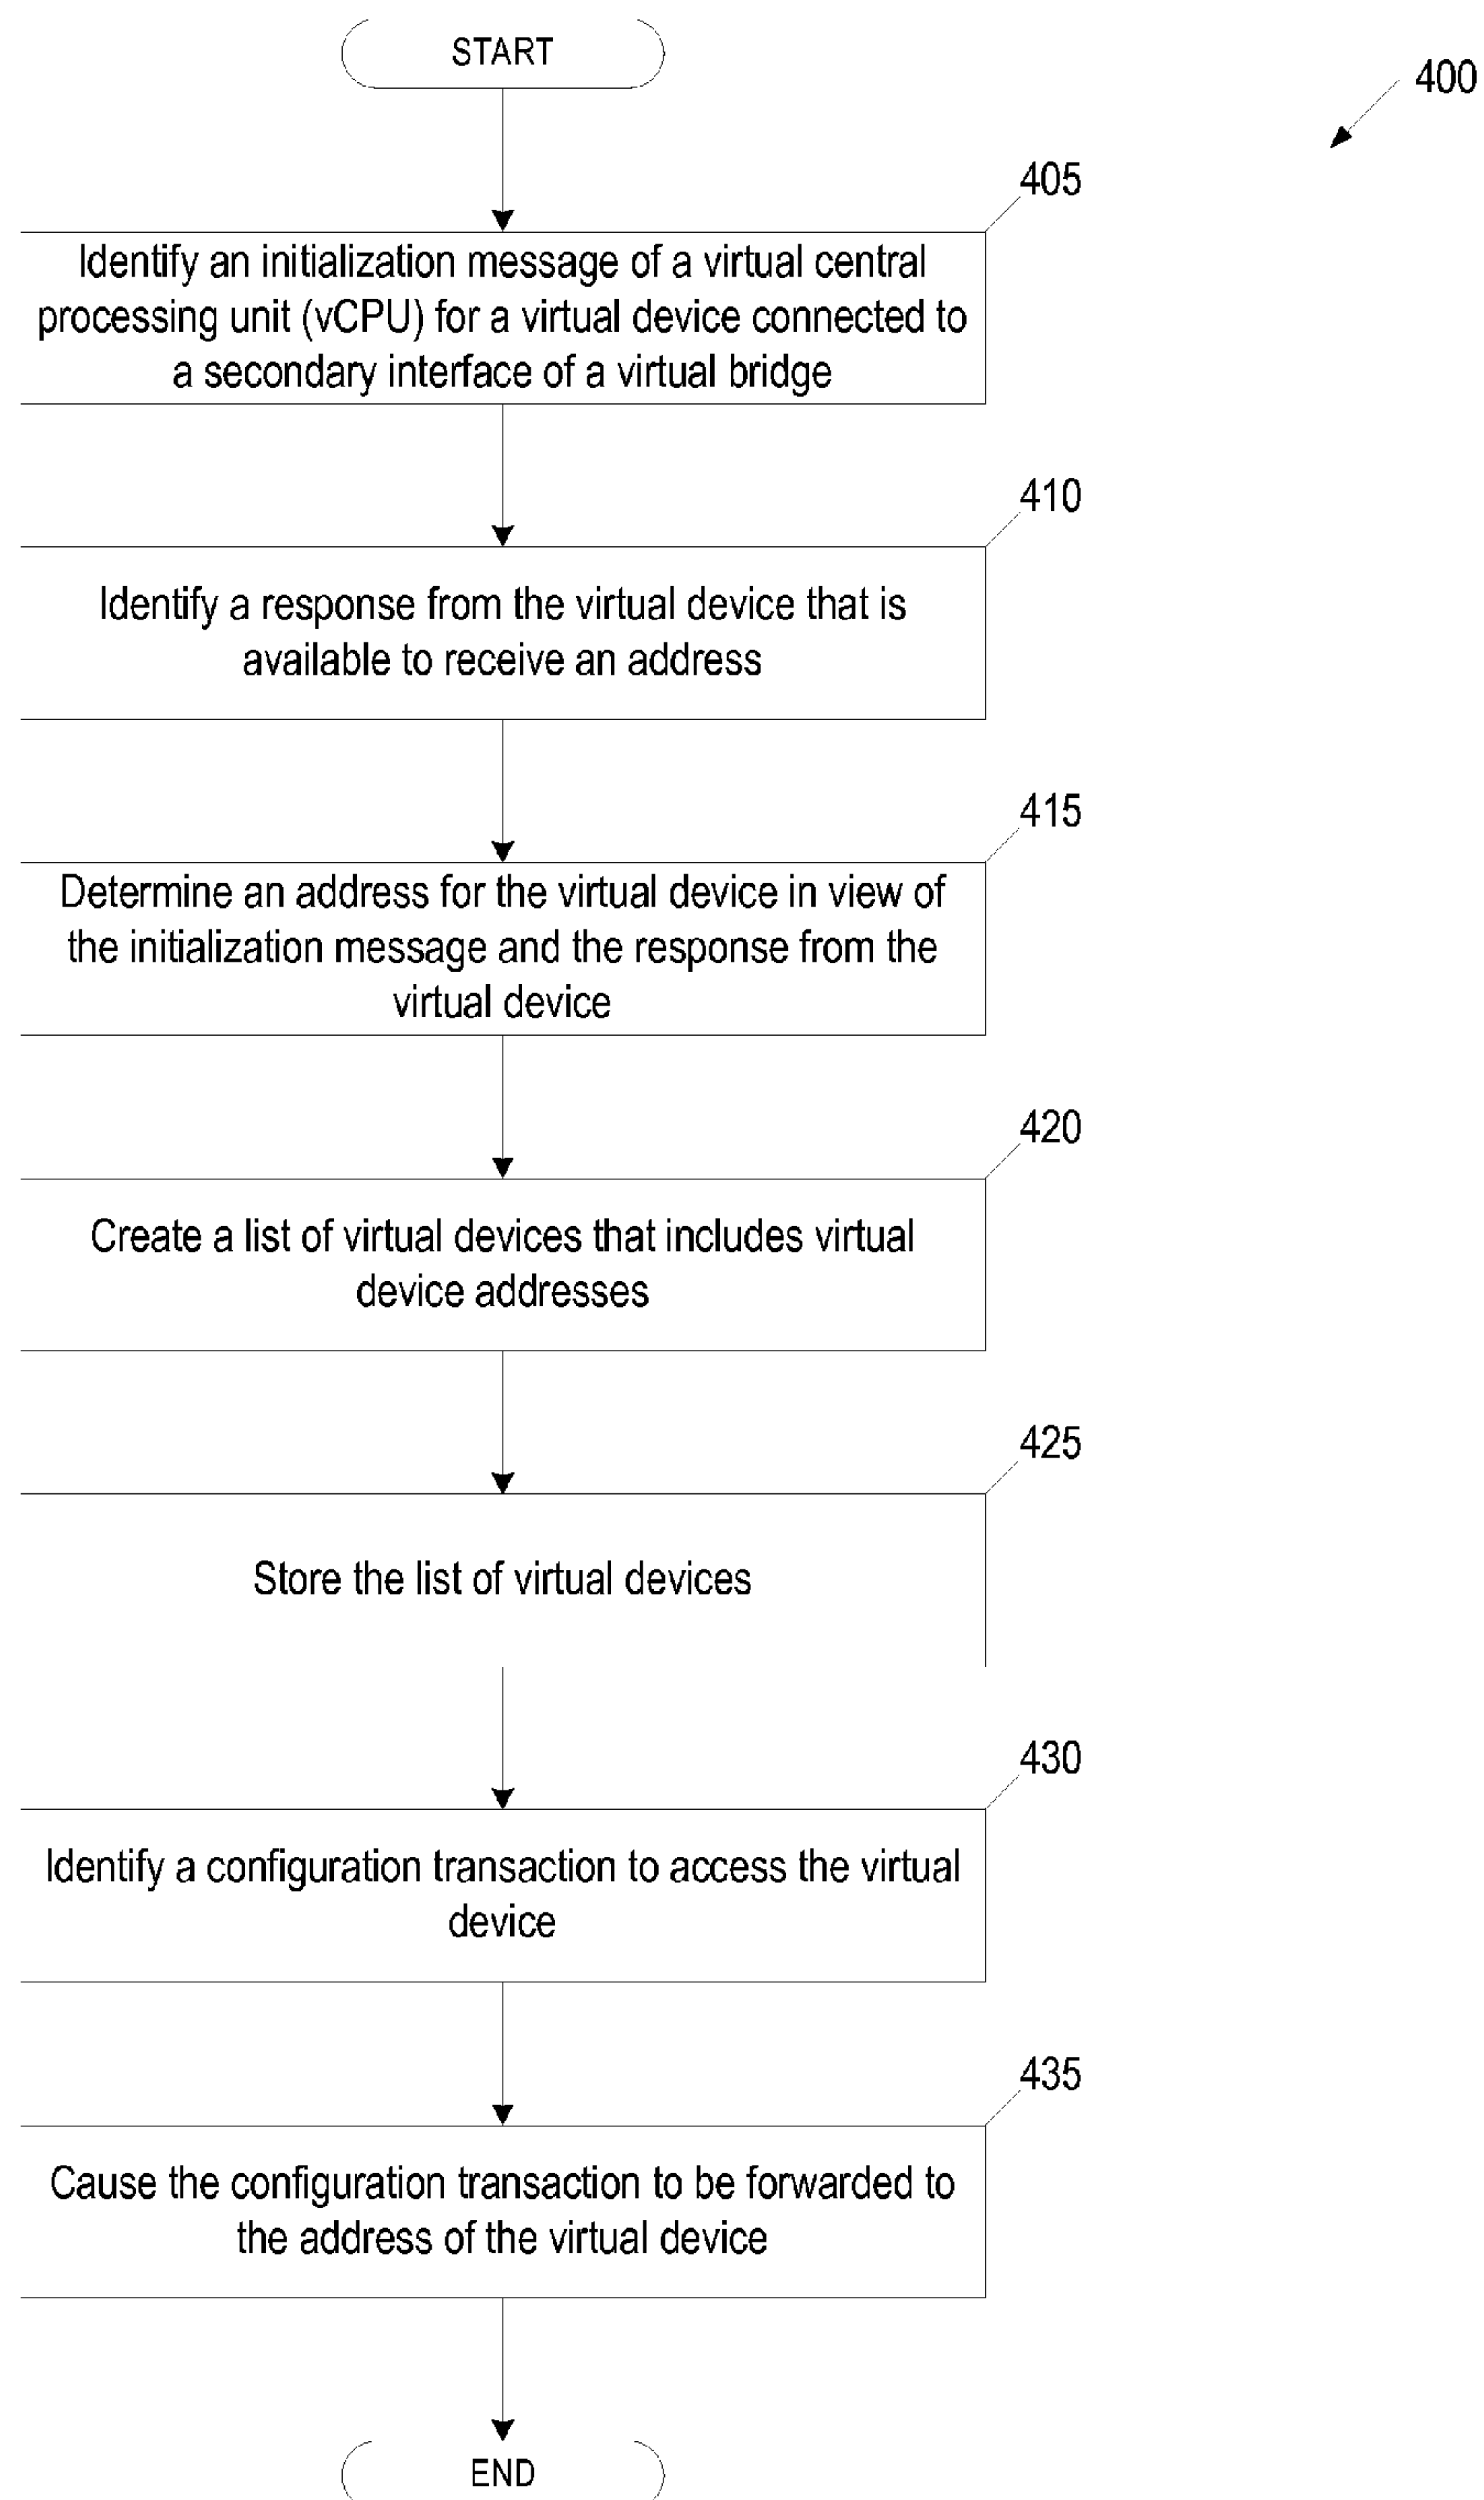 START
400
405
Identify an initialization message of a virtual central
processing unit (vCPU) for a virtual device connected to
a secondary interface of a virtual bridge
410
Identify a response from the virtual device that is
available to receive an address
415
Determine an address for the virtual device in view of
the initialization message and the response from the
virtual device
420
Create a list of virtual devices that includes virtual
device addresses
425
Store the list of virtual devices
430
Identify a configuration transaction to access the virtual
device
435
Cause the configuration transaction to be forwarded to
the address of the virtual device
END